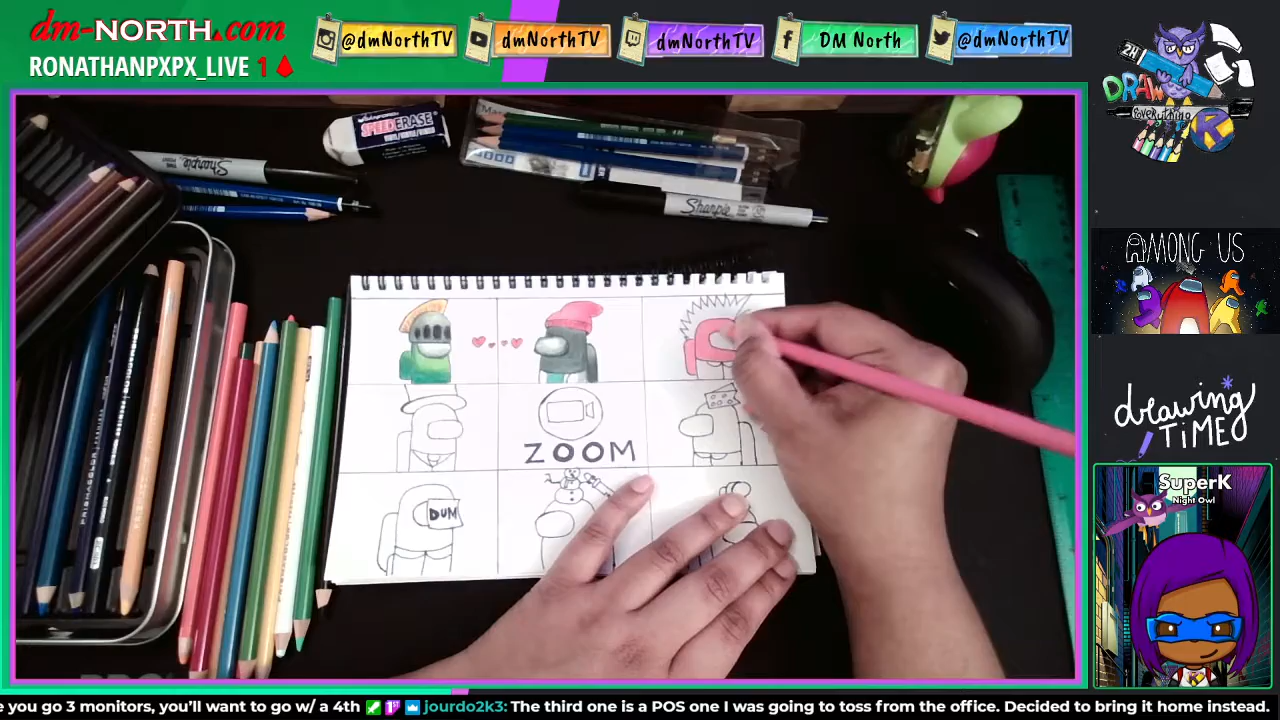 dm-NORTH.com
RONATHANPXPX_LIVE 1
@dmNorthTV
dmNorthTV
dmNorthTV
DM North
@dmNorthTV
DRAW
PovErything
R
AMONG US
drawing
TIME
SuperK
Night Owl
SPEEDERASE
Sharpie
Sharpie
ZOOM
DUM
e you go 3 monitors, you'll want to go w/ a 4th jourdo2k3: The third one is a POS one I was going to toss from the office. Decided to bring it home instead.